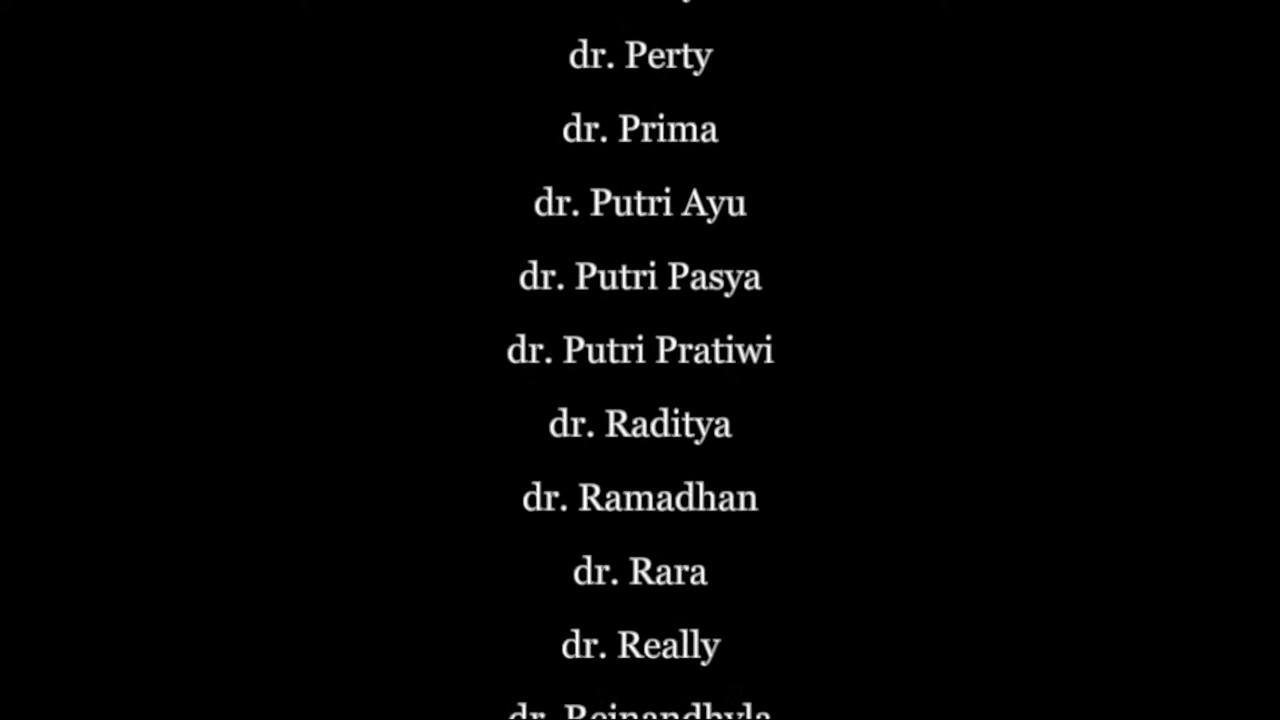 dr. Perty
dr. Prima
dr. Putri Ayu
dr. Putri Pasya
dr. Putri Pratiwi
dr. Raditya
dr. Ramadhan
dr. Rara
dr. Really
dr.